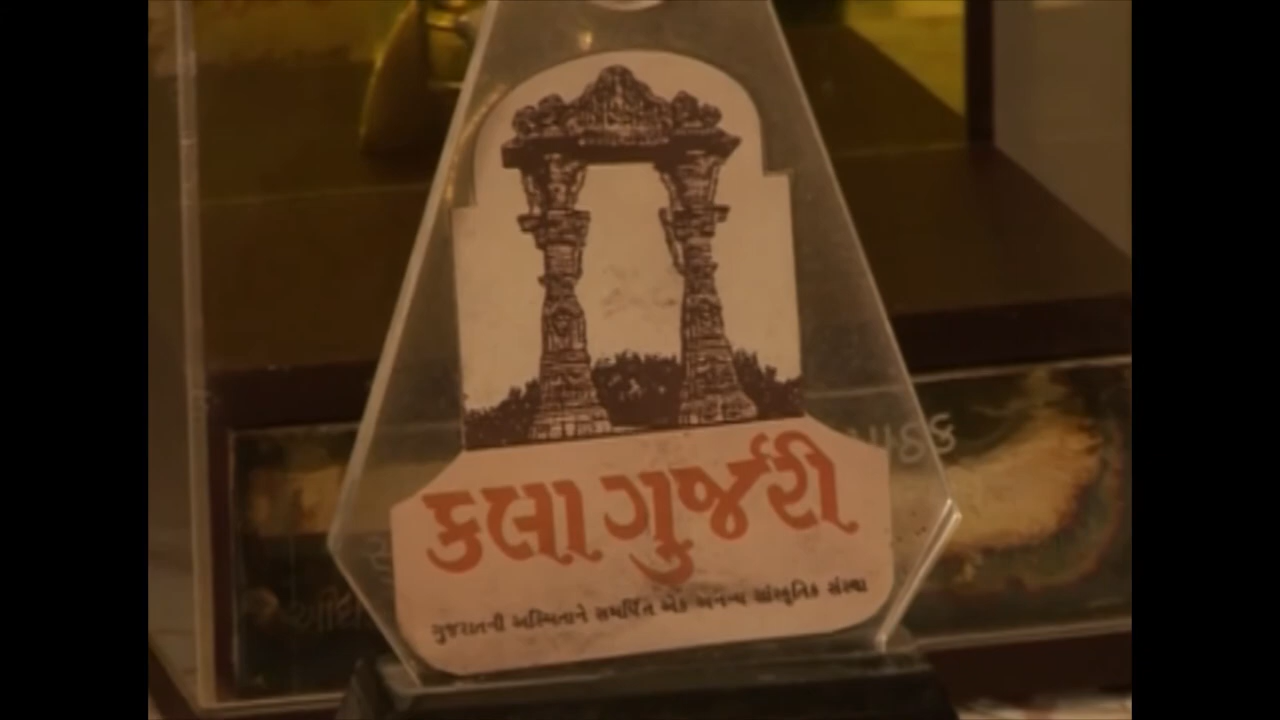 કલા ગુર્જરી
ગુજરાતની અસ્મિતાને સમર્પિત એક અનન્ય સાંસ્કૃતિક સંસ્થા